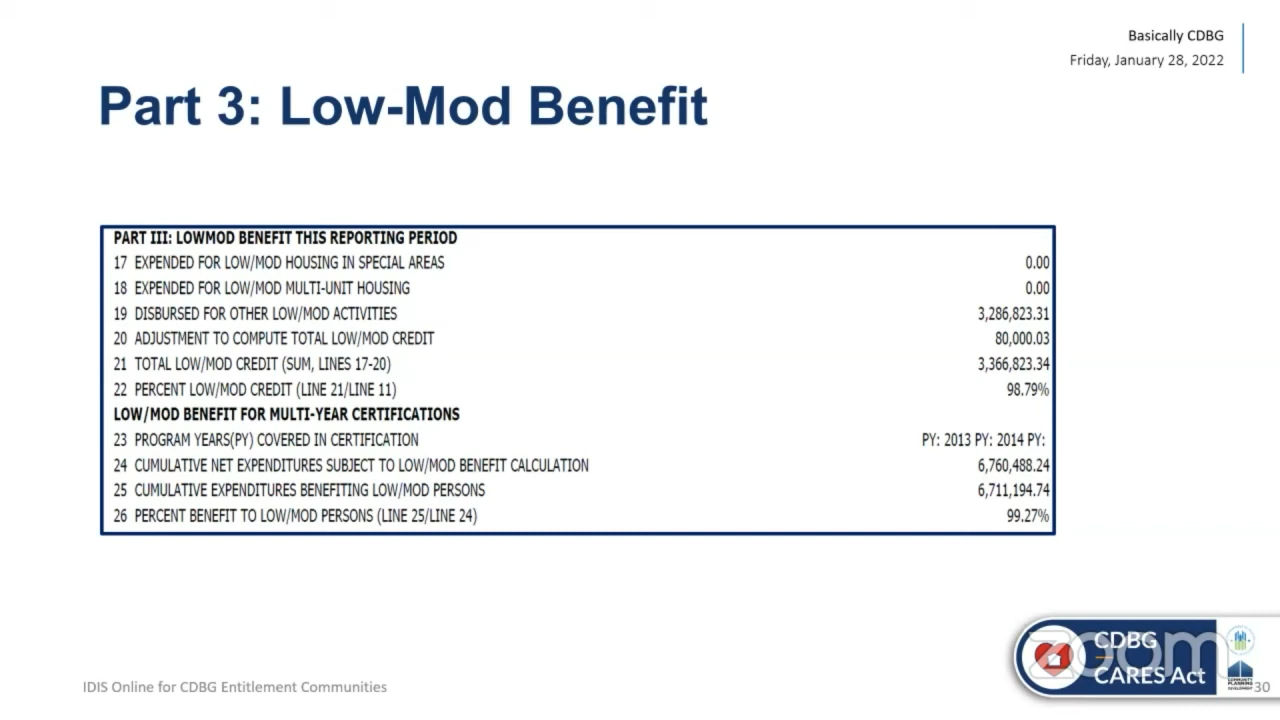 Basically CDBG
Friday, January 28, 2022
Part 3: Low-Mod Benefit
PART III: LOWMOD BENEFIT THIS REPORTING PERIOD
17 EXPENDED FOR LOW/MOD HOUSING IN SPECIAL AREAS 0.00
18 EXPENDED FOR LOW/MOD MULTI-UNIT HOUSING 0.00
19 DISBURSED FOR OTHER LOW/MOD ACTIVITIES 3,286,823.31
20 ADJUSTMENT TO COMPUTE TOTAL LOW/MOD CREDIT 80,000.03
21 TOTAL LOW/MOD CREDIT (SUM, LINES 17-20) 3,366,823.34
22 PERCENT LOW/MOD CREDIT (LINE 21/LINE 11) 98.79%
LOW/MOD BENEFIT FOR MULTI-YEAR CERTIFICATIONS
23 PROGRAM YEARS(PY) COVERED IN CERTIFICATION PY: 2013 PY: 2014 PY:
24 CUMULATIVE NET EXPENDITURES SUBJECT TO LOW/MOD BENEFIT CALCULATION 6,760,488.24
25 CUMULATIVE EXPENDITURES BENEFITING LOW/MOD PERSONS 6,711,194.74
26 PERCENT BENEFIT TO LOW/MOD PERSONS (LINE 25/LINE 24) 99.27%
CDBG
zoom
CARES Act
COMMUNITY
PLANNING
DEVELOPMENT
IDIS Online for CDBG Entitlement Communities
30